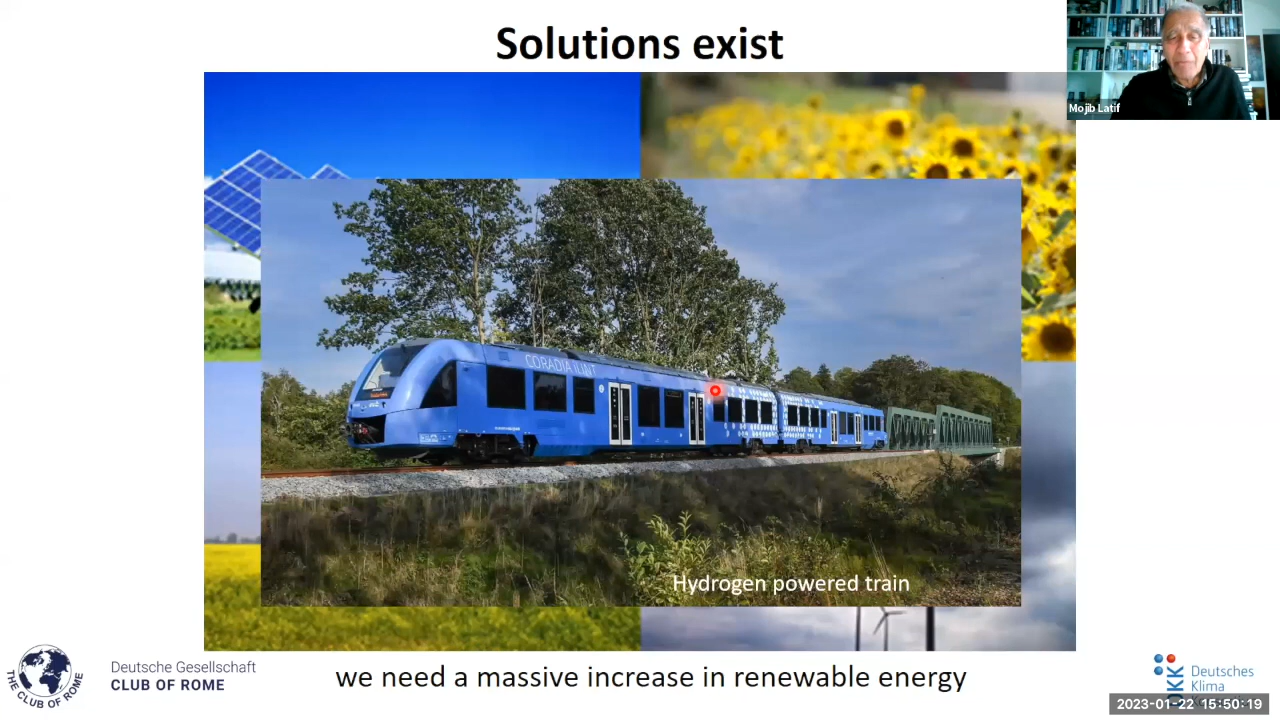 Solutions exist
Mojib Latif
CORADIA iLINT
Hydrogen powered train
we need a massive increase in renewable energy
THE CLUB OF ROME
Deutsche Gesellschaft
CLUB OF ROME
DKK
Deutsches
Klima
2023-01-22 15:50:19